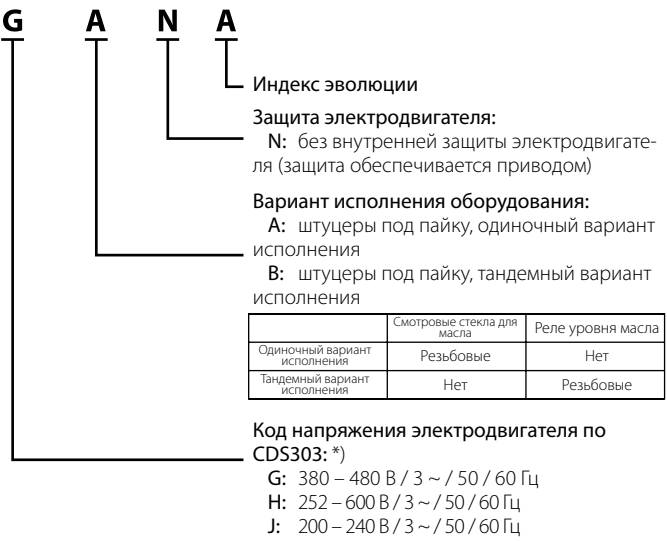 G A N A
Индекс эволюции
Защита электродвигателя:
N: без внутренней защиты электродвигате-
ля (защита обеспечивается приводом)
Вариант исполнения оборудования:
A: штуцеры под пайку, одиночный вариант
исполнения
B: штуцеры под пайку, тандемный вариант
исполнения
Смотровые стекла для
масла
Реле уровня масла
Одиночный вариант
исполнения
Резьбовые
Нет
Тандемный вариант
исполнения
Нет
Резьбовые
Код напряжения электродвигателя по
CDS303: *)
G: 380 – 480 В / 3 ~ / 50 / 60 Гц
H: 252 – 600 В / 3 ~ / 50 / 60 Гц
J: 200 – 240 В / 3 ~ / 50 / 60 Гц